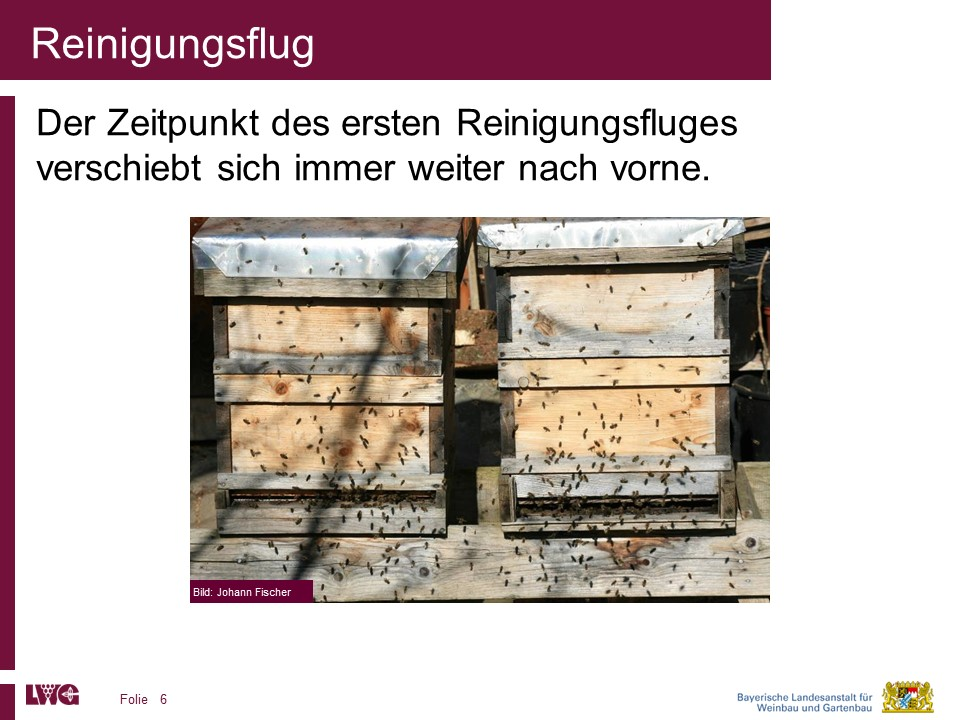 Reinigungsflug
Der Zeitpunkt des ersten Reinigungsfluges
verschiebt sich immer weiter nach vorne.
J F
J F
Bild: Johann Fischer
LWG
Folie 6
Bayerische Landesanstalt für
Weinbau und Gartenbau